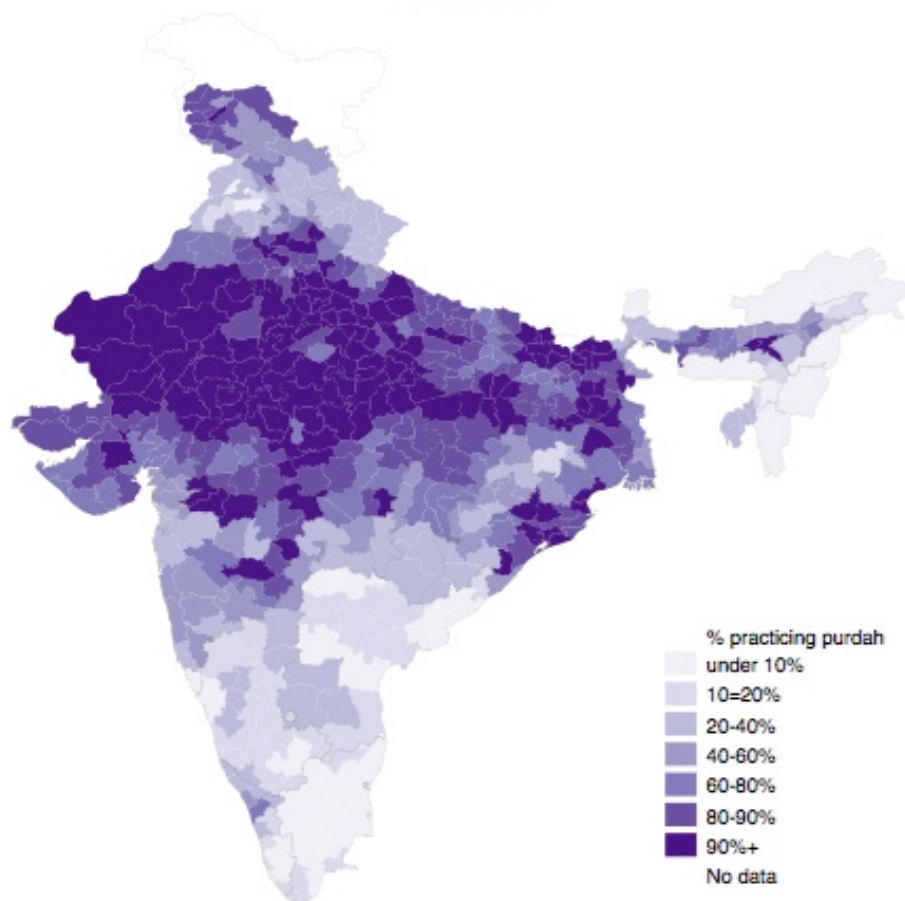 % practicing purdah
under 10%
10=20%
20-40%
40-60%
60-80%
80-90%
90%+
No data